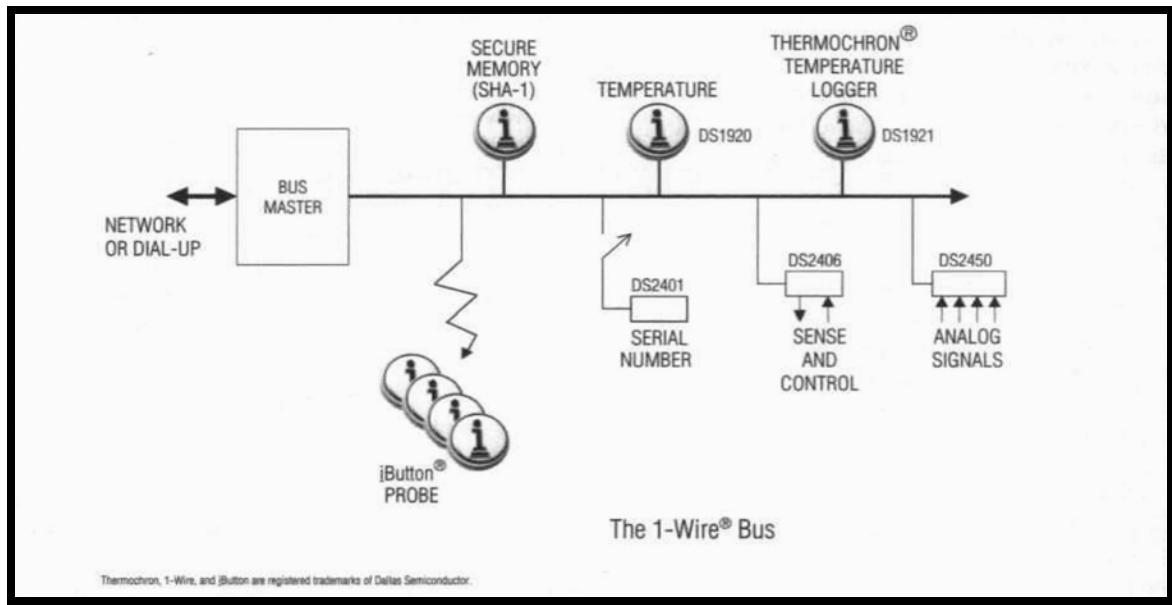 SECURE
MEMORY
(SHA-1)
TEMPERATURE
DS1920
THERMOCHRON®
TEMPERATURE
LOGGER
DS1921
BUS
MASTER
NETWORK
OR DIAL-UP
DS2401
SERIAL
NUMBER
DS2406
SENSE
AND
CONTROL
DS2450
ANALOG
SIGNALS
iButton®
PROBE
The 1-Wire® Bus
Thermochron, 1-Wire, and iButton are registered trademarks of Dallas Semiconductor.